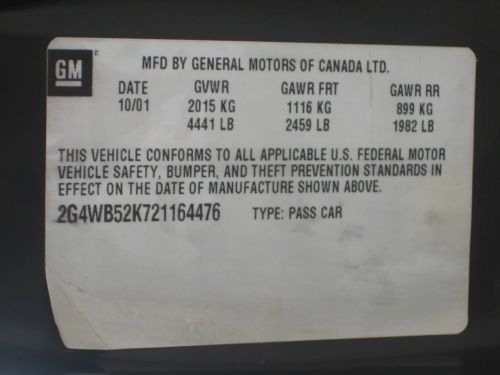 GM
MFD BY GENERAL MOTORS OF CANADA LTD.
DATE GVWR GAWR FRT GAWR RR
10/01 2015 KG 1116 KG 899 KG
4441 LB 2459 LB 1982 LB
THIS VEHICLE CONFORMS TO ALL APPLICABLE U.S. FEDERAL MOTOR
VEHICLE SAFETY, BUMPER, AND THEFT PREVENTION STANDARDS IN
EFFECT ON THE DATE OF MANUFACTURE SHOWN ABOVE.
2G4WB52K721164476 TYPE: PASS CAR